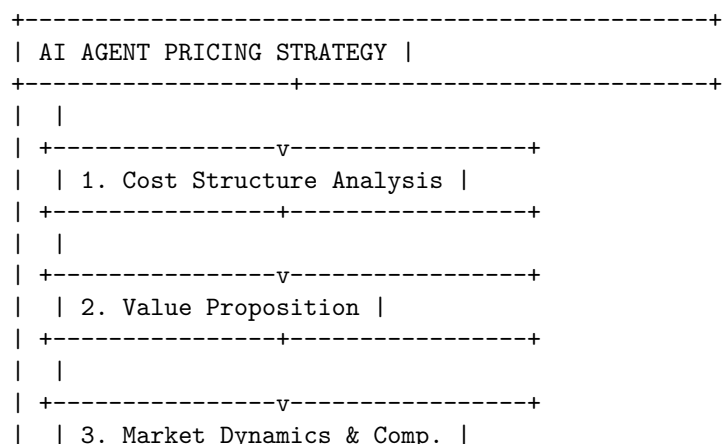 +------------------------------------------------+
| AI AGENT PRICING STRATEGY |
+-------------------+----------------------------+
| |
| +----------------v-----------------+
| | 1. Cost Structure Analysis |
| +----------------+-----------------+
| |
| +----------------v-----------------+
| | 2. Value Proposition |
| +----------------+-----------------+
| |
| +----------------v-----------------+
| | 3. Market Dynamics & Comp. |